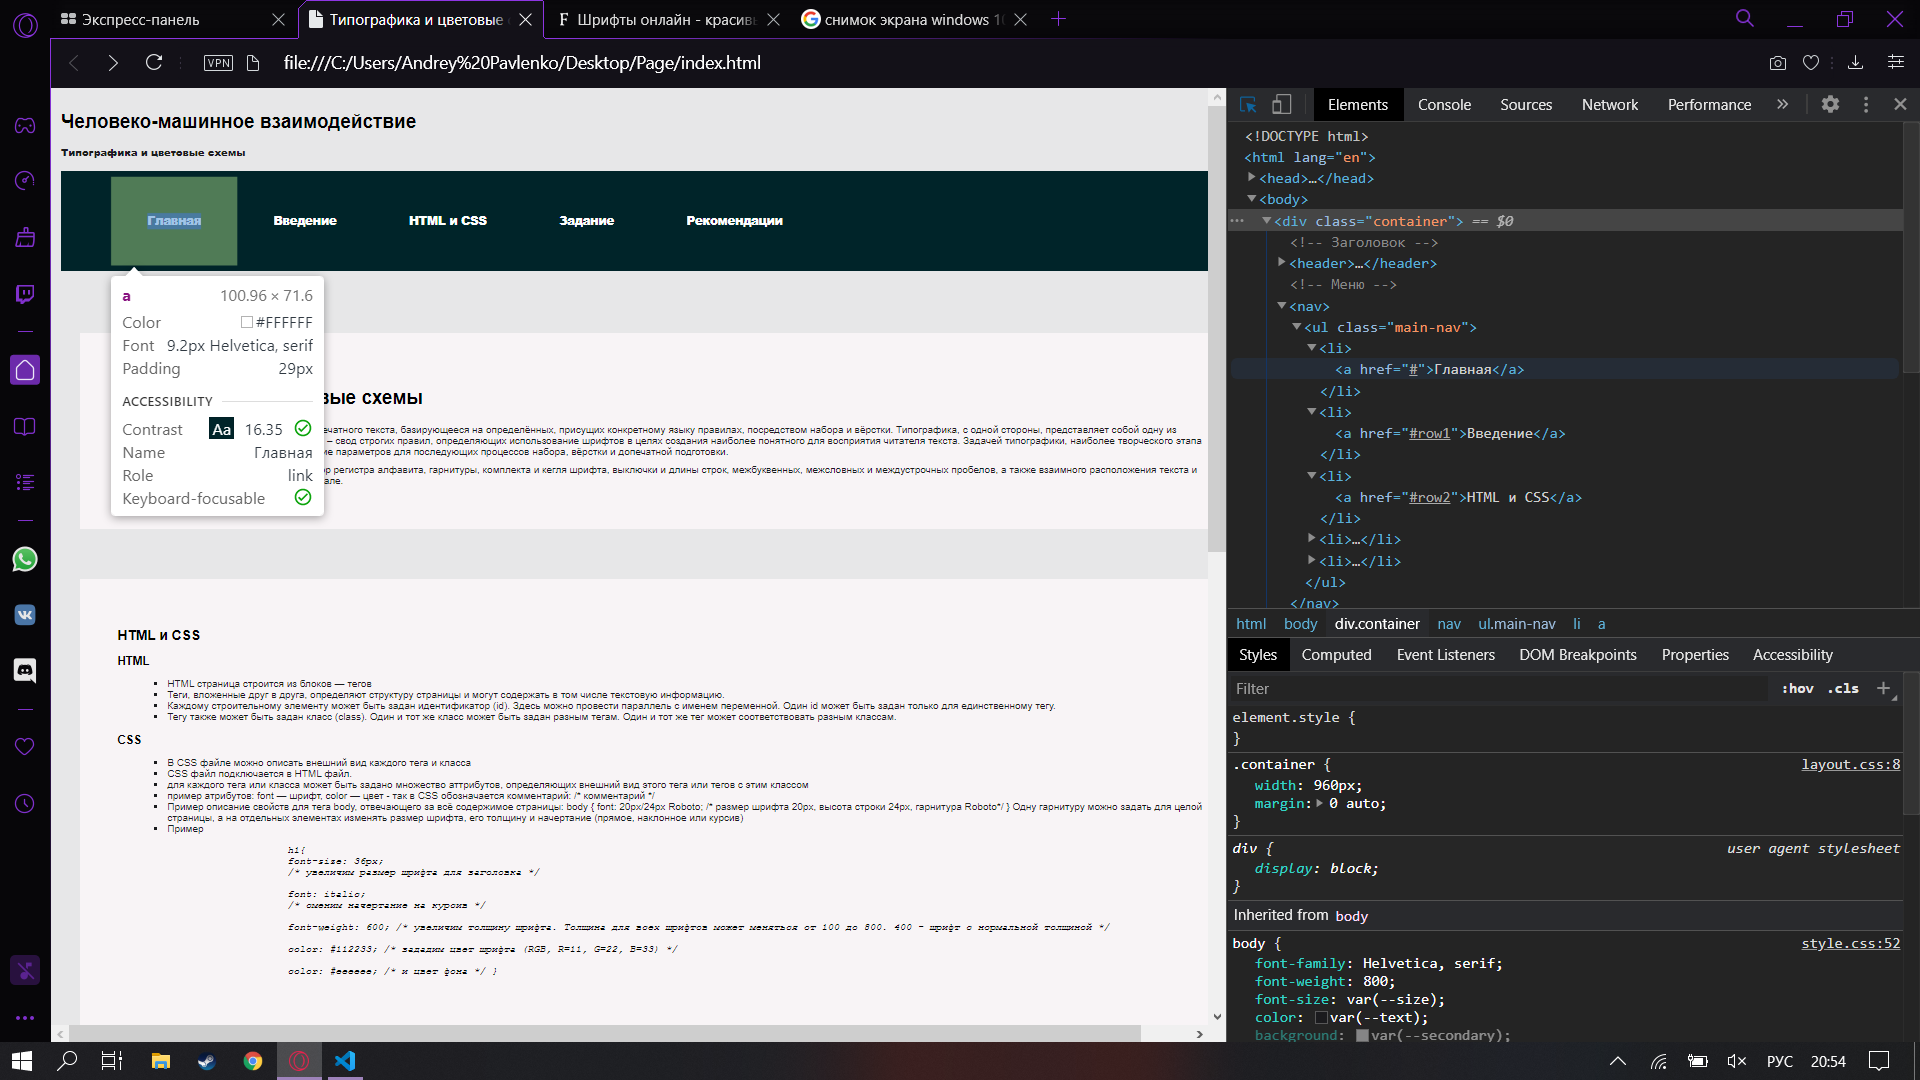 Экспресс-панель
Типографика и цветовые
Шрифты онлайн - красивы
снимок экрана windows 10
VPN
file:///C:/Users/Andrey%20Pavlenko/Desktop/Page/index.html
Человеко-машинное взаимодействие
Типографика и цветовые схемы
Главная Введение HTML и CSS Задание Рекомендации
a 100.96 × 71.6
Color #FFFFFF
Font 9.2px Helvetica, serif
Padding 29px
ACCESSIBILITY
Contrast Aa 16.35
Name Главная
Role link
Keyboard-focusable
вые схемы
чатного текста, базирующееся на определённых, присущих конкретному языку правилах, посредством набора и вёрстки. Типографика, с одной стороны, представляет собой одну из
– свод строгих правил, определяющих использование шрифтов в целях создания наиболее понятного для восприятия читателя текста. Задачей типографики, наиболее творческого этапа
ие параметров для последующих процессов набора, вёрстки и допечатной подготовки.
ор регистра алфавита, гарнитуры, комплекта и кегля шрифта, выключки и длины строк, межбуквенных, межсловных и междустрочных пробелов, а также взаимного расположения текста и
але.
HTML и CSS
HTML
HTML страница строится из блоков — тегов
Теги, вложенные друг в друга, определяют структуру страницы и могут содержать в том числе текстовую информацию.
Каждому строительному элементу может быть задан идентификатор (id). Здесь можно провести параллель с именем переменной. Один id может быть задан только для единственному тегу.
Тегу также может быть задан класс (class). Один и тот же класс может быть задан разным тегам. Один и тот же тег может соответствовать разным классам.
CSS
В CSS файле можно описать внешний вид каждого тега и класса
CSS файл подключается в HTML файл.
для каждого тега или класса может быть задано множество аттрибутов, определяющих внешний вид этого тега или тегов с этим классом
пример атрибутов: font — шрифт, color — цвет - так в CSS обозначается комментарий: /* комментарий */
Пример описание свойств для тега body, отвечающего за всё содержимое страницы: body { font: 20px/24px Roboto; /* размер шрифта 20px, высота строки 24px, гарнитура Roboto*/ } Одну гарнитуру можно задать для целой
страницы, а на отдельных элементах изменять размер шрифта, его толщину и начертание (прямое, наклонное или курсив)
Пример
h1{
font-size: 36px;
/* увеличим размер шрифта для заголовка */
font: italic;
/* сменим начертание на курсив */
font-weight: 600; /* увеличим толщину шрифта. Толщина для всех шрифтов может меняться от 100 до 800. 400 - шрифт с нормальной толщиной */
color: #112233; /* зададим цвет шрифта (RGB, R=11, G=22, B=33) */
color: #eeeeee; /* и цвет фона */ }
Elements Console Sources Network Performance »
<!DOCTYPE html>
<html lang="en">
<head>…</head>
<body>
<div class="container"> == $0
<!-- Заголовок -->
<header>…</header>
<!-- Меню -->
<nav>
<ul class="main-nav">
<li>
<a href="#">Главная</a>
</li>
<li>
<a href="#row1">Введение</a>
</li>
<li>
<a href="#row2">HTML и CSS</a>
</li>
<li>…</li>
<li>…</li>
</ul>
</nav>
html body div.container nav ul.main-nav li a
Styles Computed Event Listeners DOM Breakpoints Properties Accessibility
Filter :hov .cls +
element.style {
}
.container { layout.css:8
width: 960px;
margin: 0 auto;
}
div { user agent stylesheet
display: block;
}
Inherited from body
body { style.css:52
font-family: Helvetica, serif;
font-weight: 800;
font-size: var(--size);
color: var(--text);
background: var(--secondary);
РУС 20:54